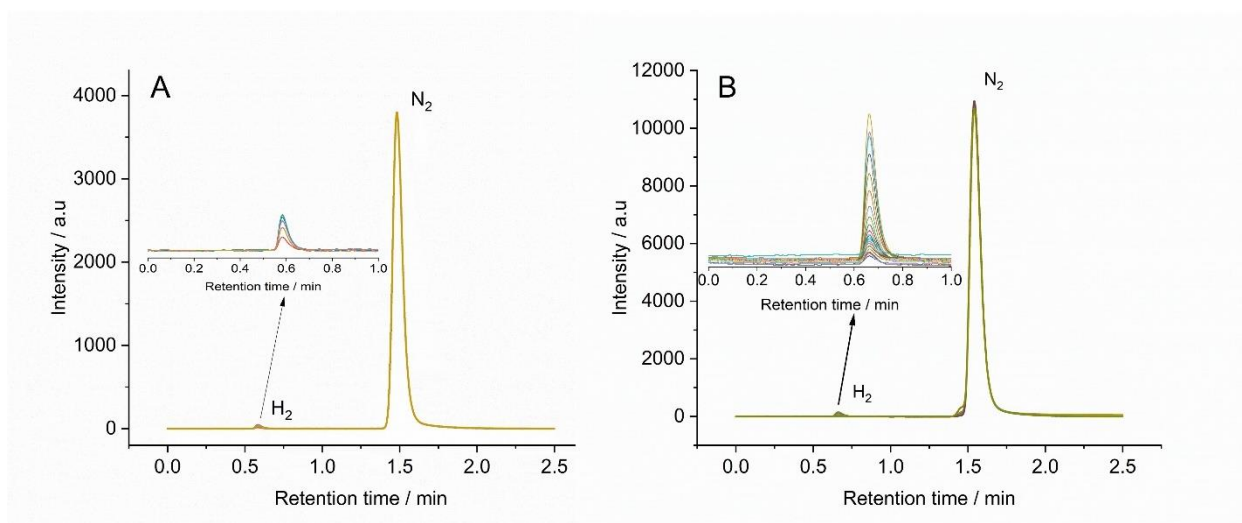 A
N₂
4000
3000
2000
1000
0
Intensity / a.u
0.0 0.2 0.4 0.6 0.8 1.0
Retention time / min
H₂
0.0 0.5 1.0 1.5 2.0 2.5
Retention time / min
B
N₂
12000
10000
8000
6000
4000
2000
0
Intensity / a.u
0.0 0.2 0.4 0.6 0.8 1.0
Retention time / min
H₂
0.0 0.5 1.0 1.5 2.0 2.5
Retention time / min